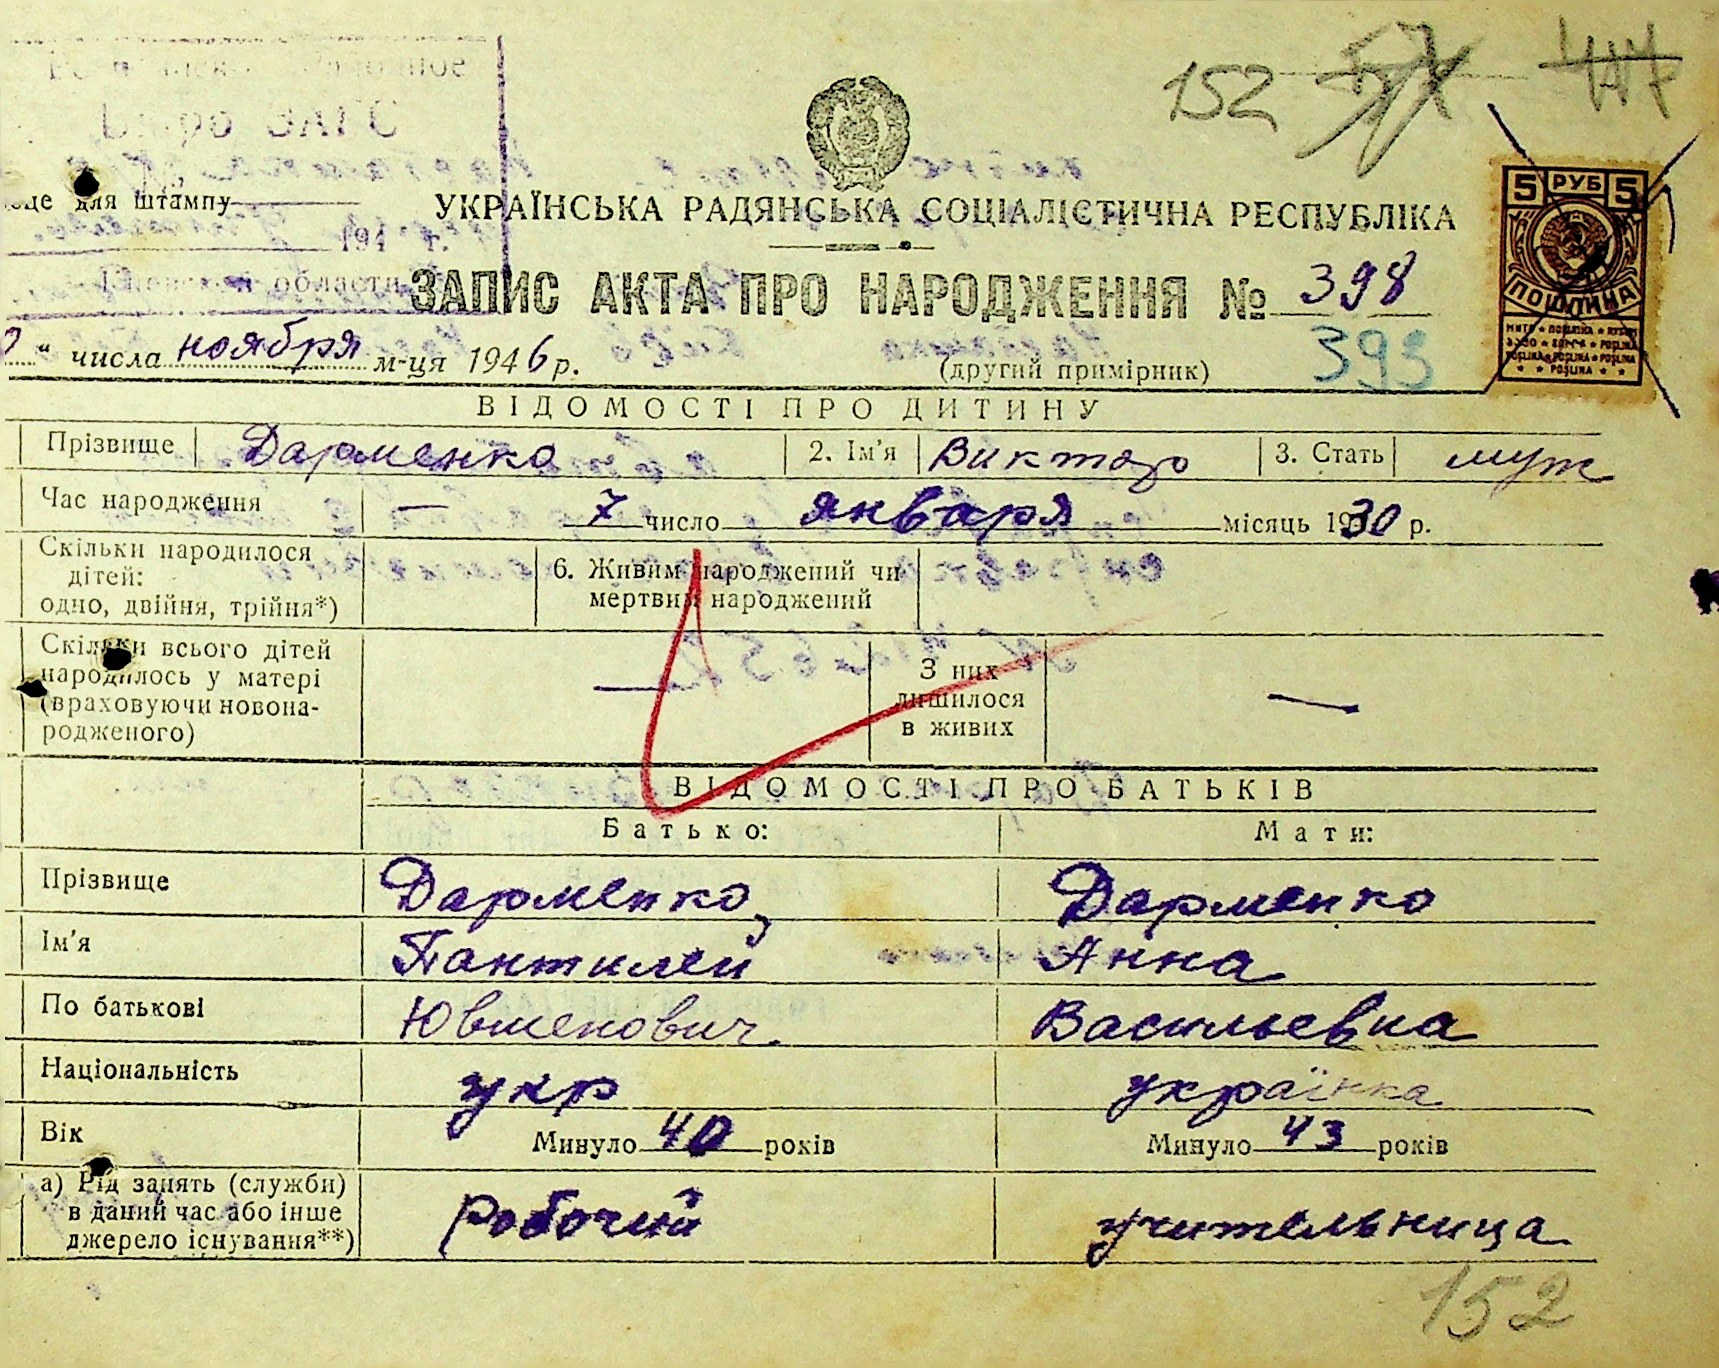 152
УКРАЇНСЬКА РАДЯНСЬКА СОЦІАЛІСТИЧНА РЕСПУБЛІКА
для штампу
194 г.
області
ЗАПИС АКТА ПРО НАРОДЖЕННЯ № 398
5 РУБ 5
ПОШЛИНА
" числа ноября м-ця 1946 р.
(другий примірник)
393
ВІДОМОСТІ ПРО ДИТИНУ
Прізвище Дарменко 2. Ім'я Виктор 3. Стать муж
Час народження — 7 число января місяць 1930 р.
Скільки народилося дітей: одно, двійня, трійня*)
6. Живим народжений чи мертвим народжений
Скільки всього дітей народилось у матері (враховуючи новонародженого) —
З них лишилося в живих —
ВІДОМОСТІ ПРО БАТЬКІВ
Батько: Мати:
Прізвище Дарменко Дарменко
Ім'я Пантилей Анна
По батькові Ювменович Васильевна
Національність укр українка
Вік Минуло 40 років Минуло 43 років
а) Рід занять (служби) в даний час або інше джерело існування**) Робочий учительница
152